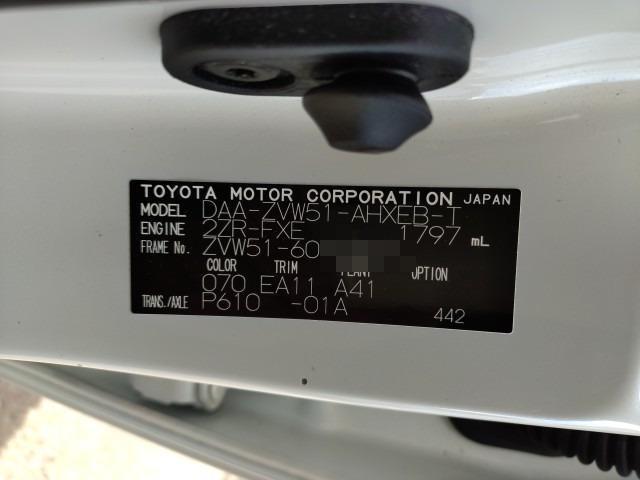 TOYOTA MOTOR CORPORATION JAPAN
MODEL DAA-ZVW51-AHXEB-T
ENGINE 2ZR-FXE 1797 mL
FRAME No. ZVW51-60
COLOR TRIM PLANT OPTION
070 EA11 A41
TRANS./AXLE P610 -01A
442